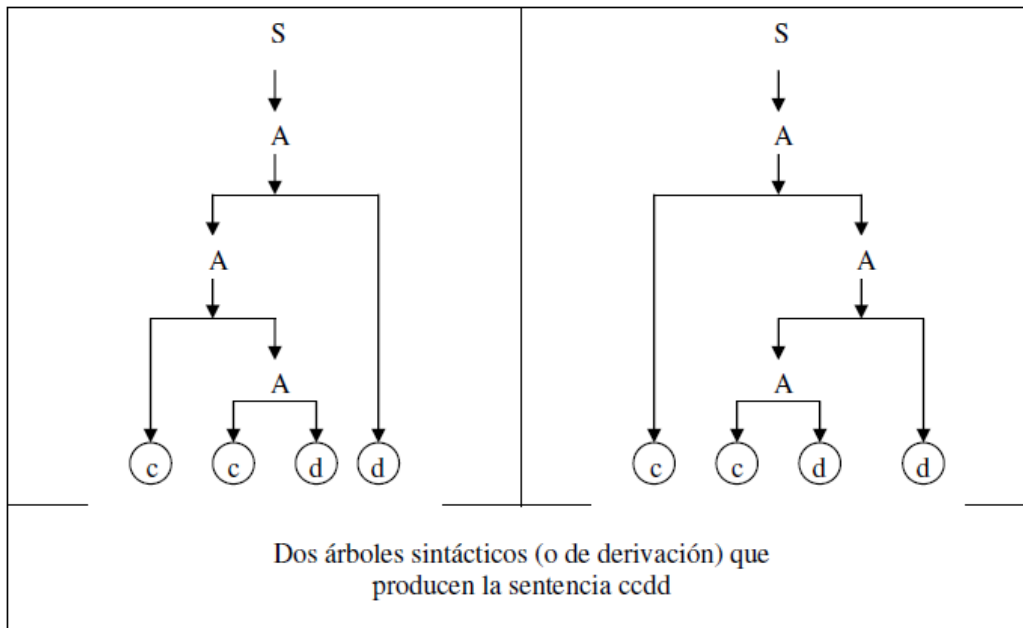 S
S
A
A
A
A
A
A
c c d d
c c d d
Dos árboles sintácticos (o de derivación) que
producen la sentencia ccdd